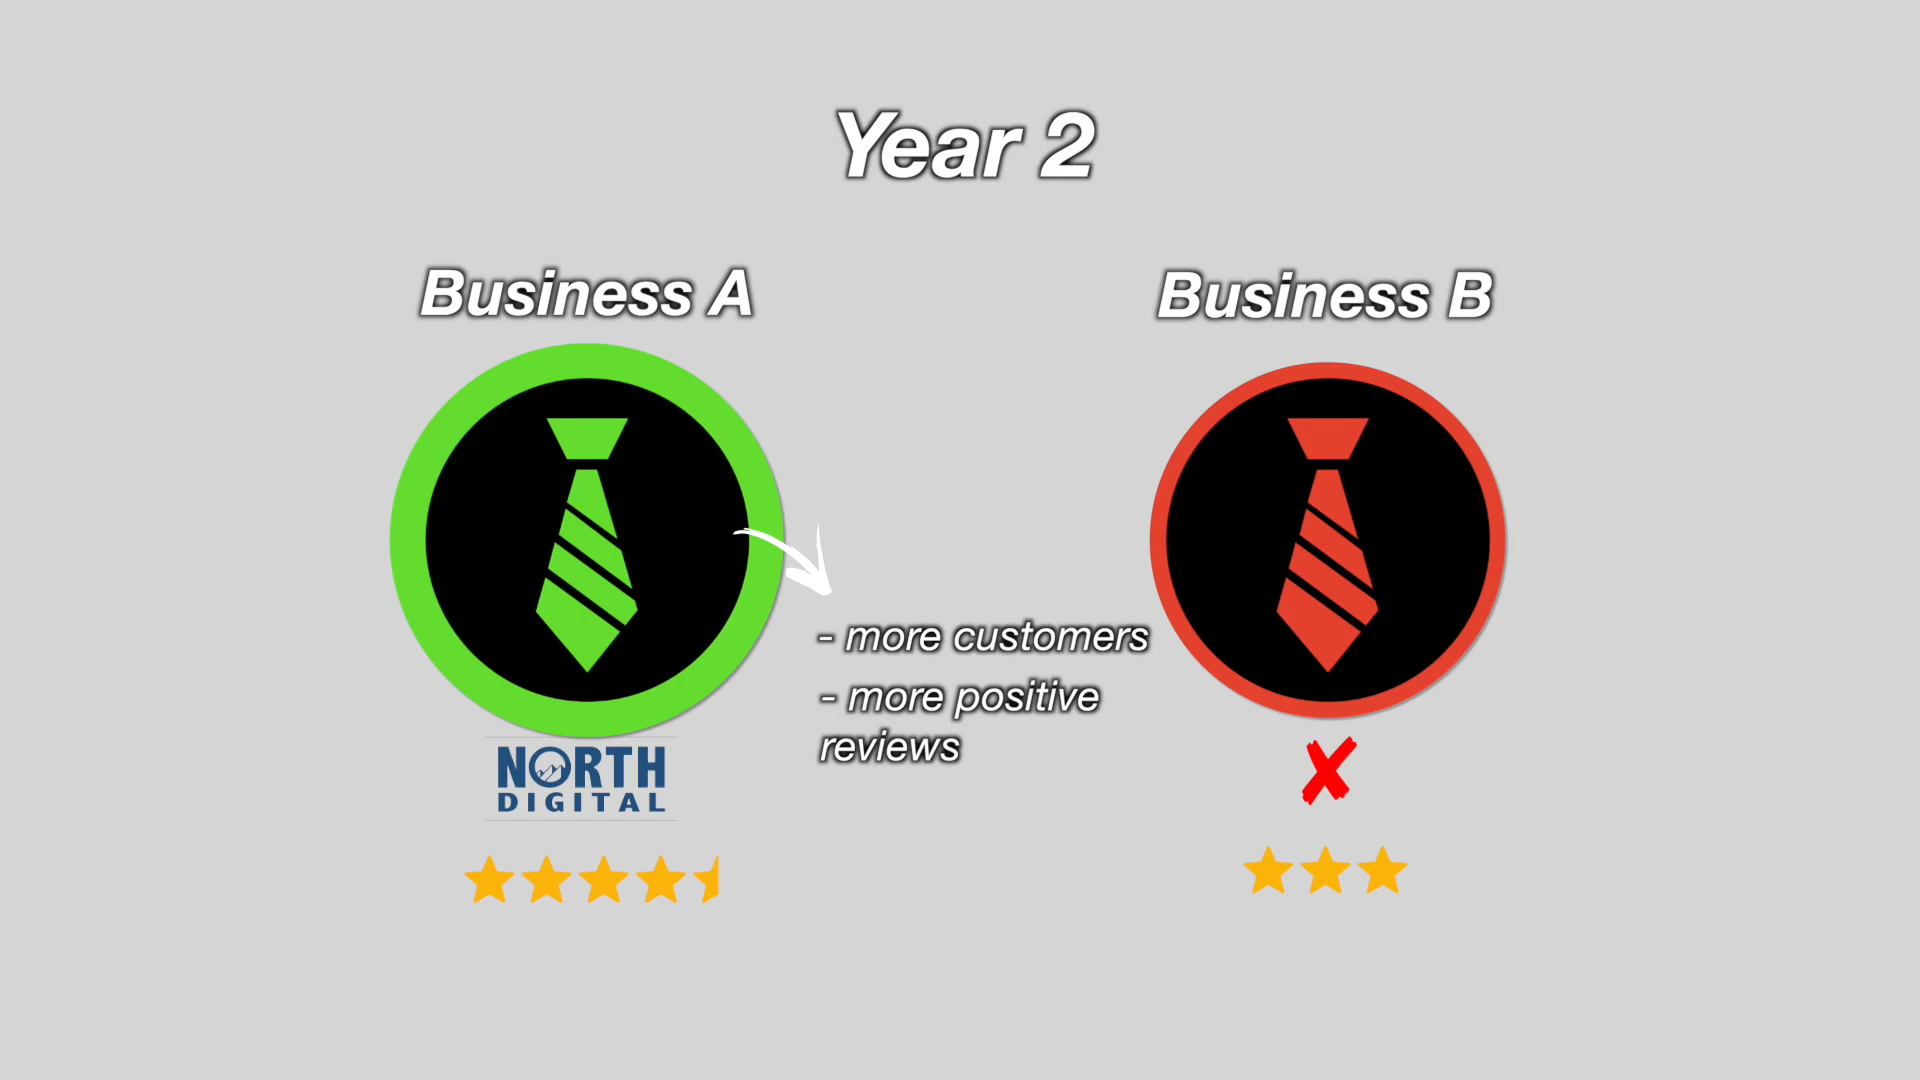 Year 2
Business A
Business B
- more customers
- more positive
reviews
NORTH
DIGITAL